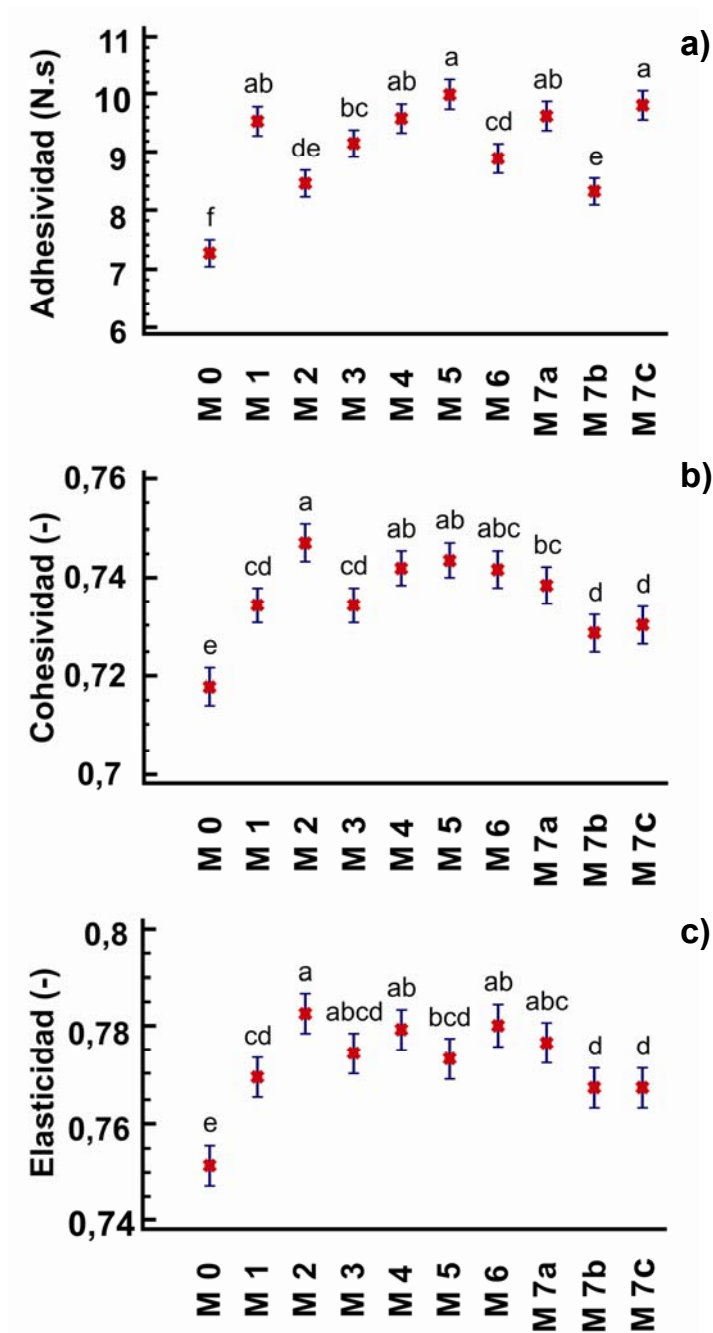 a)
Adhesividad (N.s)
11
10
9
8
7
6
f
ab
de
bc
ab
a
cd
ab
e
a
M 0
M 1
M 2
M 3
M 4
M 5
M 6
M 7a
M 7b
M 7c
b)
Cohesividad (-)
0,76
0,74
0,72
0,7
e
cd
a
cd
ab
ab
abc
bc
d
d
M 0
M 1
M 2
M 3
M 4
M 5
M 6
M 7a
M 7b
M 7c
c)
Elasticidad (-)
0,8
0,78
0,76
0,74
e
cd
a
abcd
ab
bcd
ab
abc
d
d
M 0
M 1
M 2
M 3
M 4
M 5
M 6
M 7a
M 7b
M 7c